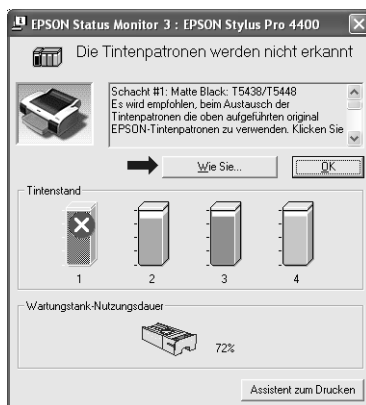 EPSON Status Monitor 3 : EPSON Stylus Pro 4400
Die Tintenpatronen werden nicht erkannt
Schacht #1: Matte Black: T5438/T5448
Es wird empfohlen, beim Austausch der
Tintenpatronen die oben aufgeführten original
EPSON-Tintenpatronen zu verwenden. Klicken Sie
Wie Sie...
OK
Tintenstand
1
2
3
4
Wartungstank-Nutzungsdauer
72%
Assistent zum Drucken